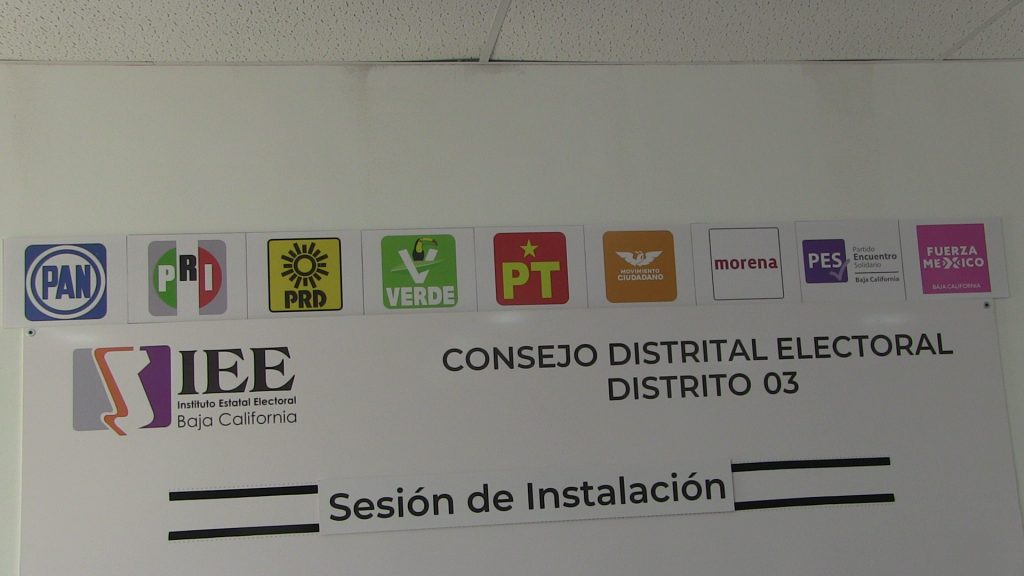 PAN
PRI
PRD
VERDE
PT
MOVIMIENTO
CIUDADANO
morena
PES
Partido
Encuentro
Solidario
Baja California
FUERZA
MEXICO
BAJA CALIFORNIA
IEE
Instituto Estatal Electoral
Baja California
CONSEJO DISTRITAL ELECTORAL
DISTRITO 03
Sesión de Instalación